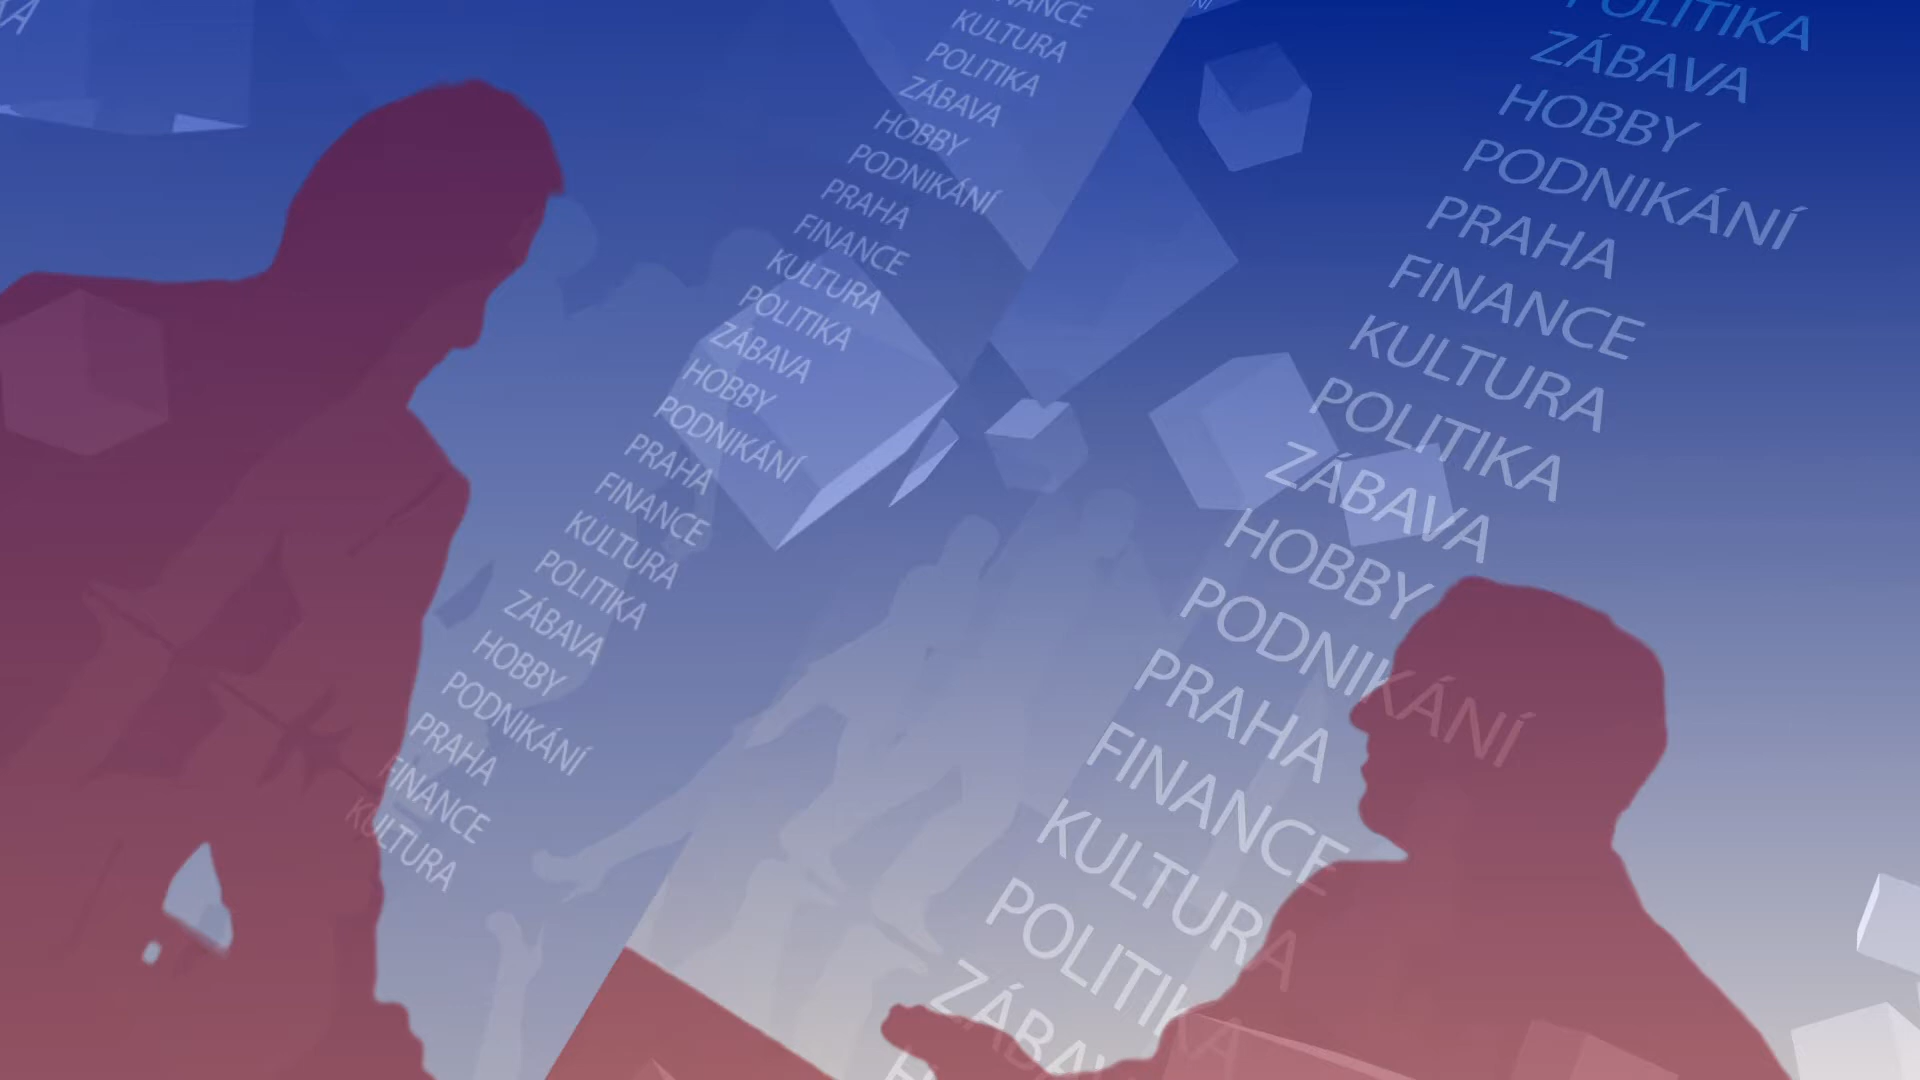 KULTURA
POLITIKA
ZÁBAVA
HOBBY
PODNIKÁNÍ
PRAHA
FINANCE
KULTURA
POLITIKA
ZÁBAVA
HOBBY
PODNIKÁNÍ
PRAHA
FINANCE
KULTURA
POLITIKA
ZÁBAVA
HOBBY
PODNIKÁNÍ
PRAHA
FINANCE
KULTURA
POLITIKA
ZÁBAVA
HOBBY
PODNIKÁNÍ
PRAHA
FINANCE
KULTURA
POLITIKA
ZÁBAVA
HOBBY
PODNIKÁNÍ
PRAHA
FINANCE
KULTURA
POLITIKA